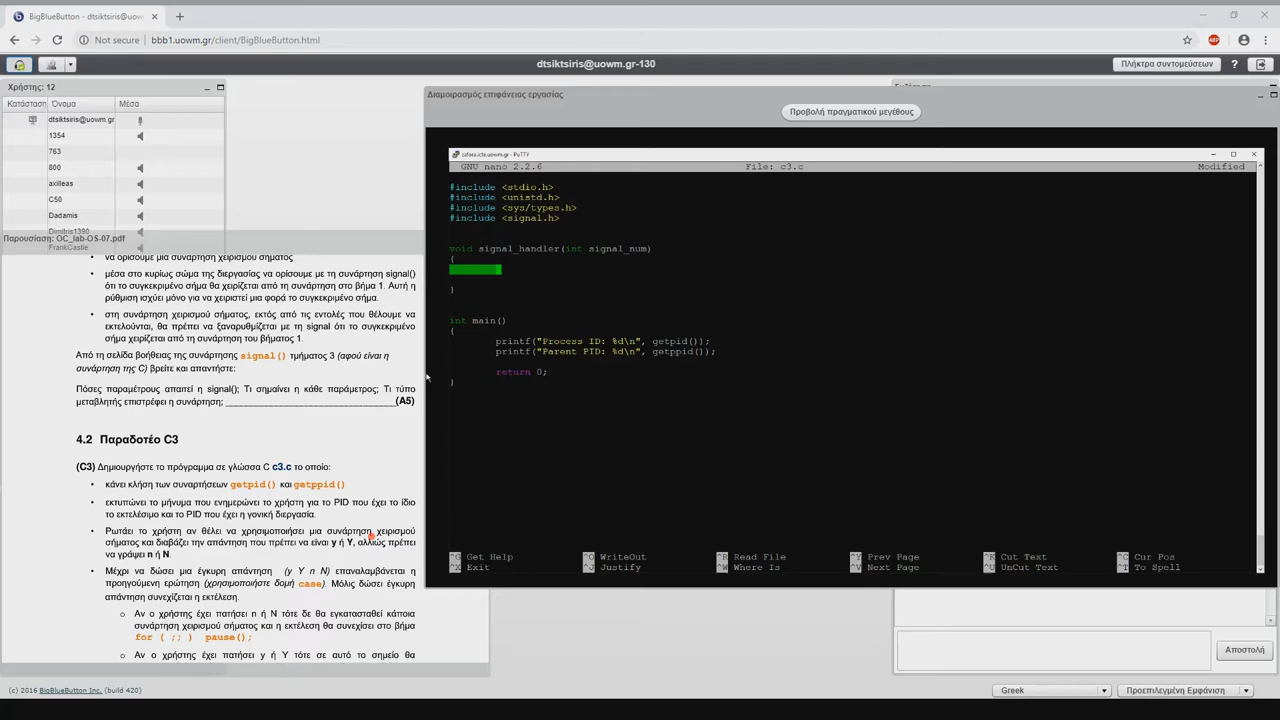 BigBlueButton - dtsiktsiris@uow
Not secure | bbb1.uowm.gr/client/BigBlueButton.html
ABP
dtsiktsiris@uowm.gr-130
Πλήκτρα συντομεύσεων
?
Χρήστης: 12
Κατάσταση Όνομα Μέσα
dtsiktsiris@uowm.gr
1354
763
800
axilleas
C50
Dadamis
Dimitris1380
FrankCastle
Παρουσίαση: OC_lab-OS-07.pdf
να ορίσουμε μια συνάρτηση χειρισμού σήματος
• μέσα στο κυρίως σώμα της διεργασίας να ορίσουμε με τη συνάρτηση signal()
ότι το συγκεκριμένο σήμα θα χειρίζεται από τη συνάρτηση στο βήμα 1. Αυτή η
ρύθμιση ισχύει μόνο για να χειριστεί μια φορά το συγκεκριμένο σήμα.
• στη συνάρτηση χειρισμού σήματος, εκτός από τις εντολές που θέλουμε να
εκτελούνται, θα πρέπει να ξαναρυθμίζεται με τη signal ότι το συγκεκριμένο
σήμα χειρίζεται από τη συνάρτηση του βήματος 1.
Από τη σελίδα βοήθειας της συνάρτησης signal() τμήματος 3 (αφού είναι η
συνάρτηση της C) βρείτε και απαντήστε:
Πόσες παραμέτρους απαιτεί η signal(); Τι σημαίνει η κάθε παράμετρος; Τι τύπο
μεταβλητής επιστρέφει η συνάρτηση; ______________________________(A5)
4.2 Παραδοτέο C3
(C3) Δημιουργήστε το πρόγραμμα σε γλώσσα C c3.c το οποίο:
• κάνει κλήση των συναρτήσεων getpid() και getppid()
• εκτυπώνει το μήνυμα που ενημερώνει το χρήστη για το PID που έχει το ίδιο
το εκτελέσιμο και το PID που έχει η γονική διεργασία.
• Ρωτάει το χρήστη αν θέλει να χρησιμοποιήσει μια συνάρτηση χειρισμού
σήματος και διαβάζει την απάντηση που πρέπει να είναι y ή Y, αλλιώς πρέπει
να γράψει n ή N.
• Μέχρι να δώσει μια έγκυρη απάντηση (y Y n N) επαναλαμβάνεται η
προηγούμενη ερώτηση (χρησιμοποιήστε δομή case). Μόλις δώσει έγκυρη
απάντηση συνεχίζεται η εκτέλεση.
o Αν ο χρήστης έχει πατήσει n ή N τότε δε θα εγκατασταθεί κάποια
συνάρτηση χειρισμού σήματος και η εκτέλεση θα συνεχίσει στο βήμα
for ( ;; ) pause();
o Αν ο χρήστης έχει πατήσει y ή Y τότε σε αυτό το σημείο θα
Διαμοιρασμός επιφάνειας εργασίας
Προβολή πραγματικού μεγέθους
zafora.icte.uowm.gr - PuTTY
GNU nano 2.2.6 File: c3.c Modified
#include <stdio.h>
#include <unistd.h>
#include <sys/types.h>
#include <signal.h>
void signal_handler(int signal_num)
{
}
int main()
{
printf("Process ID: %d\n", getpid());
printf("Parent PID: %d\n", getppid());
return 0;
}
^G Get Help ^O WriteOut ^R Read File ^Y Prev Page ^K Cut Text ^C Cur Pos
^X Exit ^J Justify ^W Where Is ^V Next Page ^U UnCut Text ^T To Spell
Αποστολή
(c) 2016 BigBlueButton Inc. (build 420)
Greek
Προεπιλεγμένη Εμφάνιση